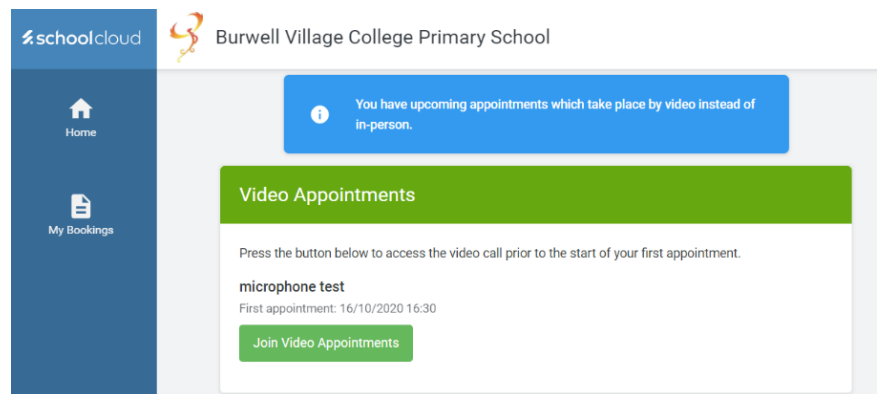 schoolcloud
Burwell Village College Primary School
Home
My Bookings
You have upcoming appointments which take place by video instead of
in-person.
Video Appointments
Press the button below to access the video call prior to the start of your first appointment.
microphone test
First appointment: 16/10/2020 16:30
Join Video Appointments